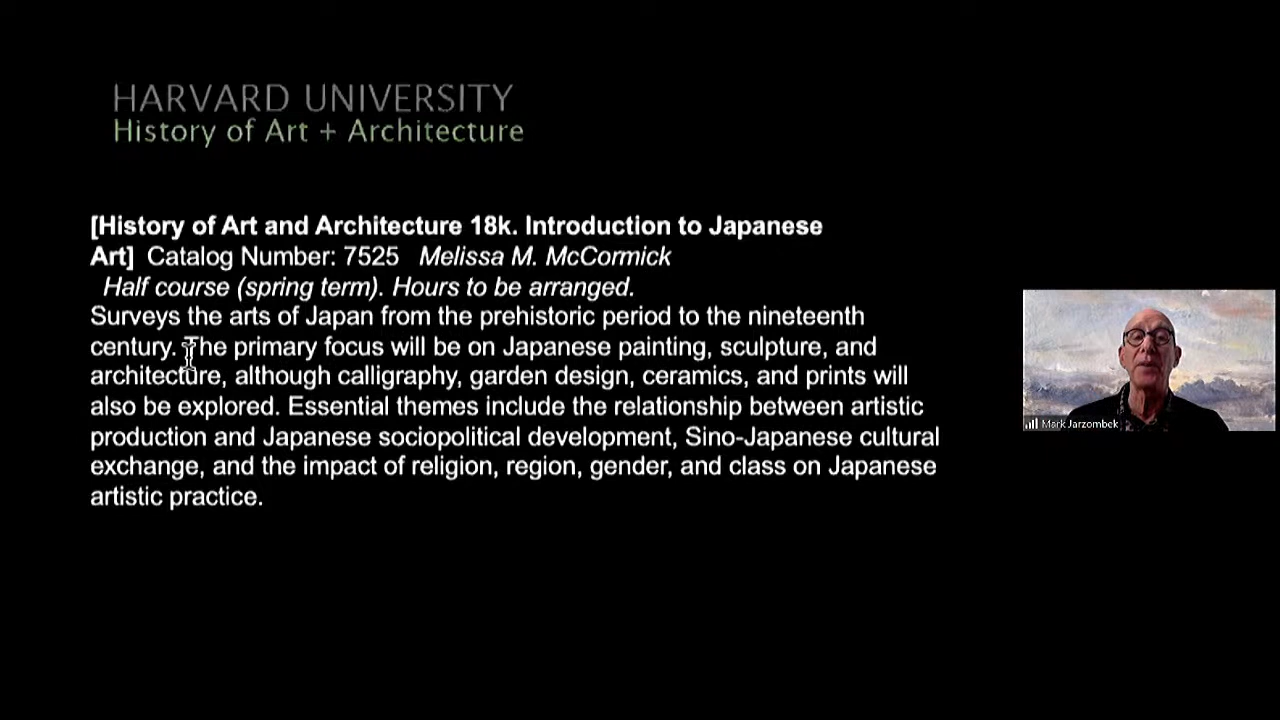 HARVARD UNIVERSITY
History of Art + Architecture
[History of Art and Architecture 18k. Introduction to Japanese
Art]  Catalog Number: 7525   Melissa M. McCormick
Half course (spring term). Hours to be arranged.
Surveys the arts of Japan from the prehistoric period to the nineteenth
century. The primary focus will be on Japanese painting, sculpture, and
architecture, although calligraphy, garden design, ceramics, and prints will
also be explored. Essential themes include the relationship between artistic
production and Japanese sociopolitical development, Sino-Japanese cultural
exchange, and the impact of religion, region, gender, and class on Japanese
artistic practice.
Mark Jarzombek